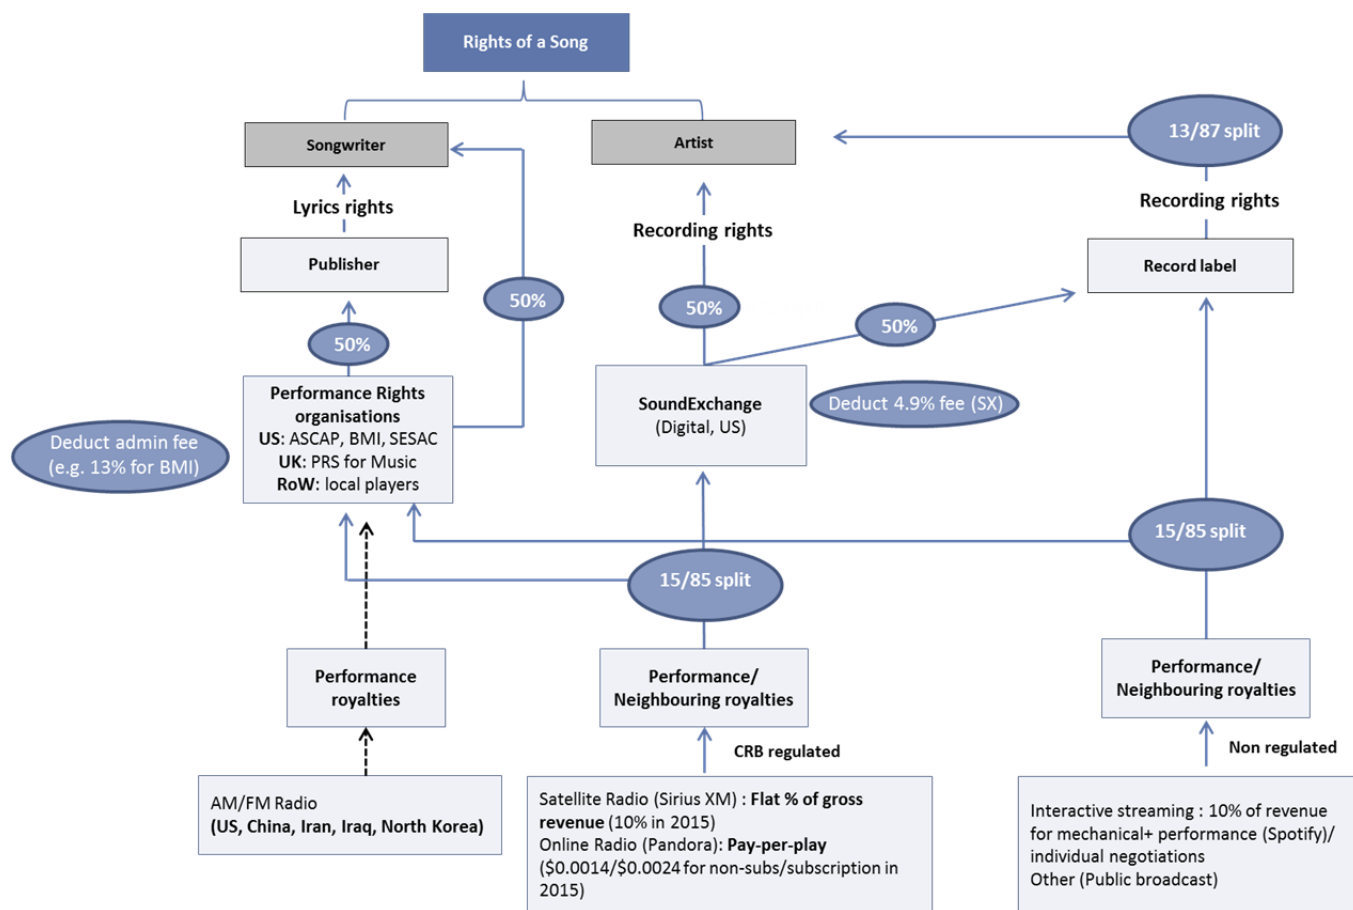 Rights of a Song
Songwriter
Artist
13/87 split
Lyrics rights
Recording rights
Recording rights
Publisher
Record label
50%
50%
50%
50%
Performance Rights
organisations
US: ASCAP, BMI, SESAC
UK: PRS for Music
RoW: local players
Deduct admin fee
(e.g. 13% for BMI)
SoundExchange
(Digital, US)
Deduct 4.9% fee (SX)
15/85 split
15/85 split
Performance
royalties
Performance/
Neighbouring royalties
Performance/
Neighbouring royalties
CRB regulated
Non regulated
AM/FM Radio
(US, China, Iran, Iraq, North Korea)
Satellite Radio (Sirius XM) : Flat % of gross
revenue (10% in 2015)
Online Radio (Pandora): Pay-per-play
($0.0014/$0.0024 for non-subs/subscription in
2015)
Interactive streaming : 10% of revenue
for mechanical+ performance (Spotify)/
individual negotiations
Other (Public broadcast)